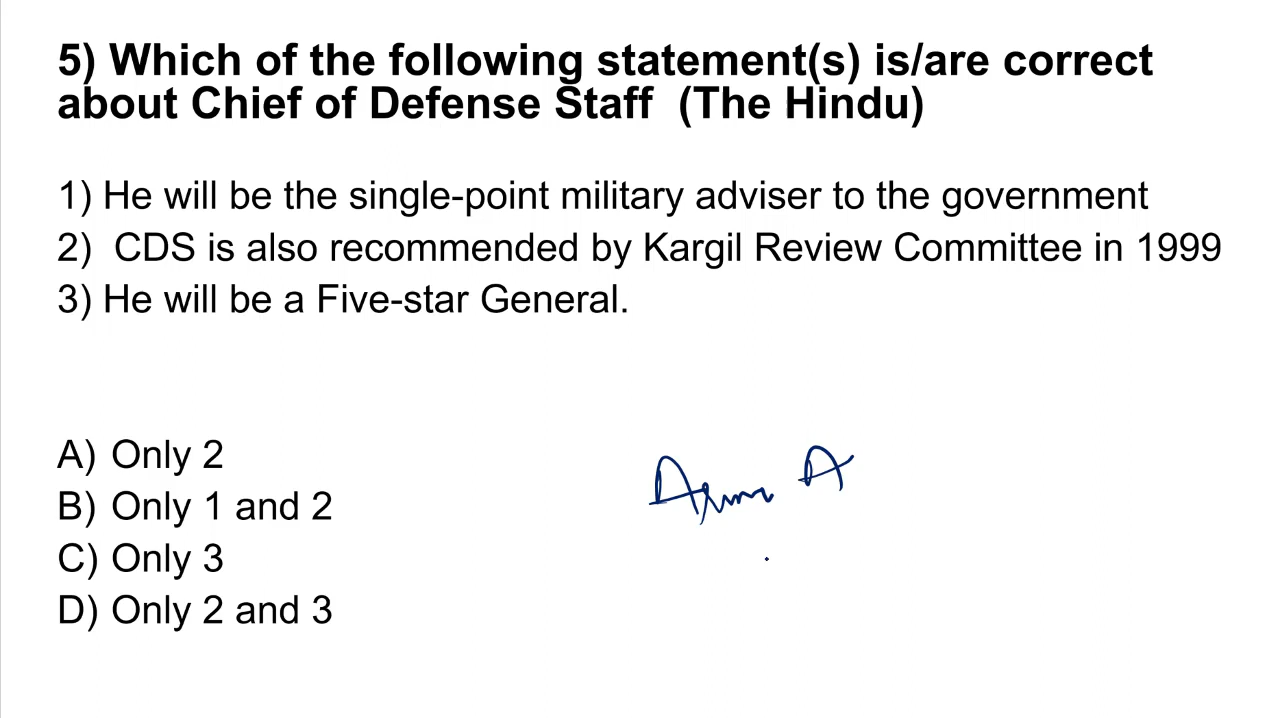 5) Which of the following statement(s) is/are correct
about Chief of Defense Staff (The Hindu)
1) He will be the single-point military adviser to the government
2) CDS is also recommended by Kargil Review Committee in 1999
3) He will be a Five-star General.
A) Only 2
B) Only 1 and 2
C) Only 3
D) Only 2 and 3